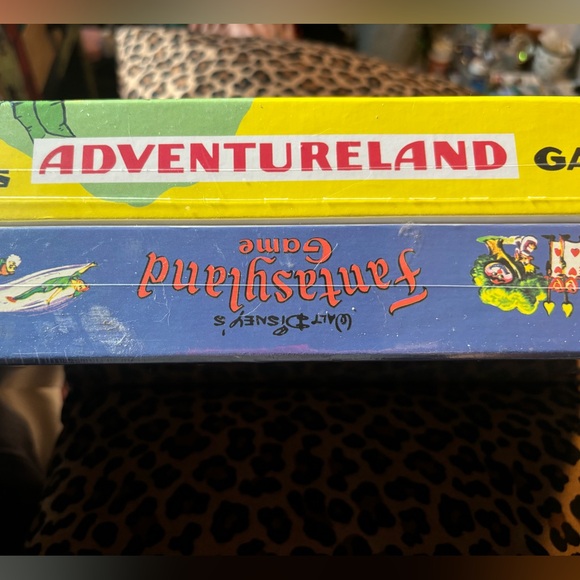 S ADVENTURELAND GA
Walt Disney's
Fantasyland
Game